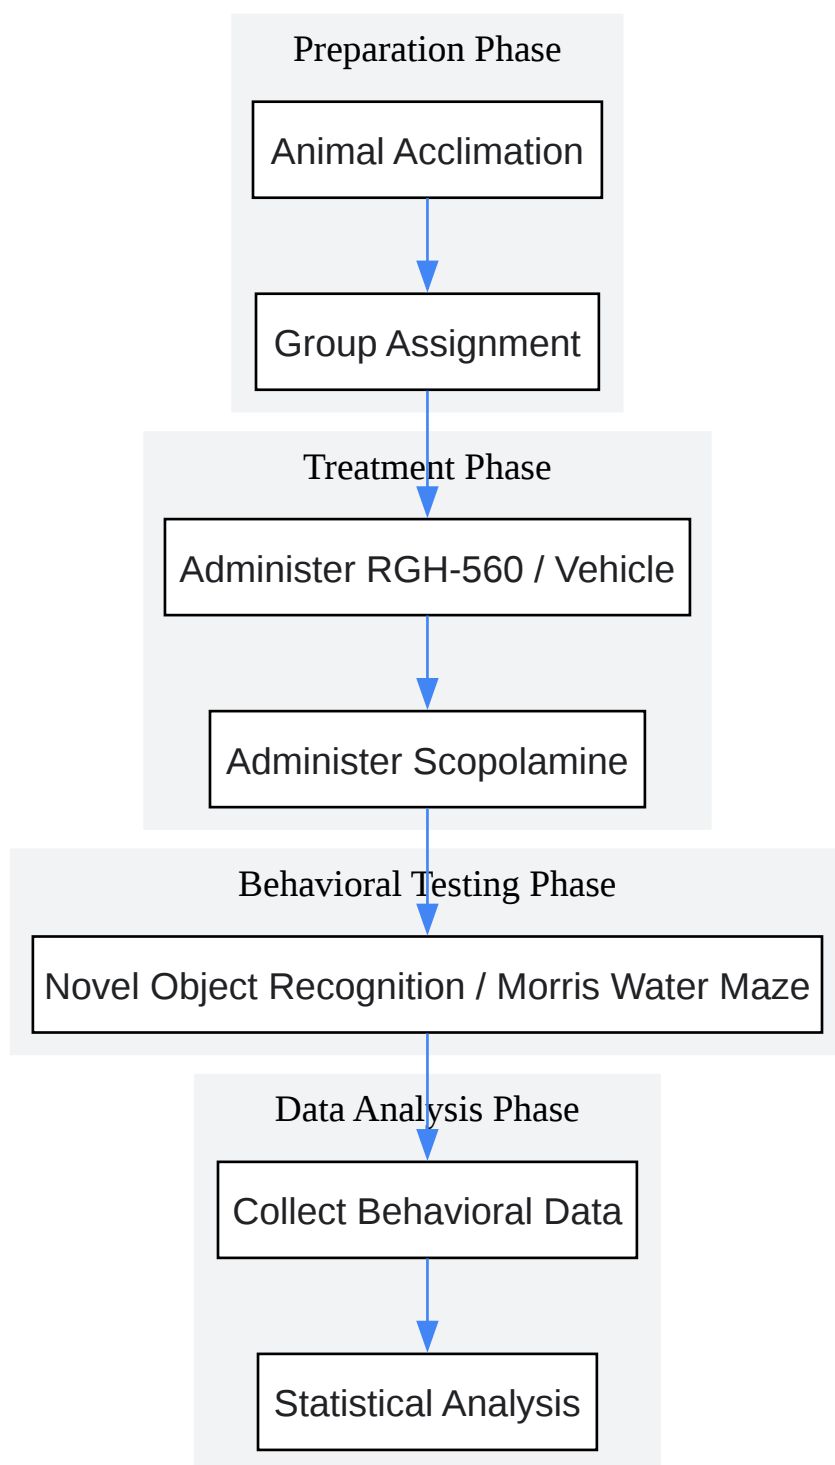 Preparation Phase
Animal Acclimation
Group Assignment
Treatment Phase
Administer RGH-560 / Vehicle
Administer Scopolamine
Behavioral Testing Phase
Novel Object Recognition / Morris Water Maze
Data Analysis Phase
Collect Behavioral Data
Statistical Analysis